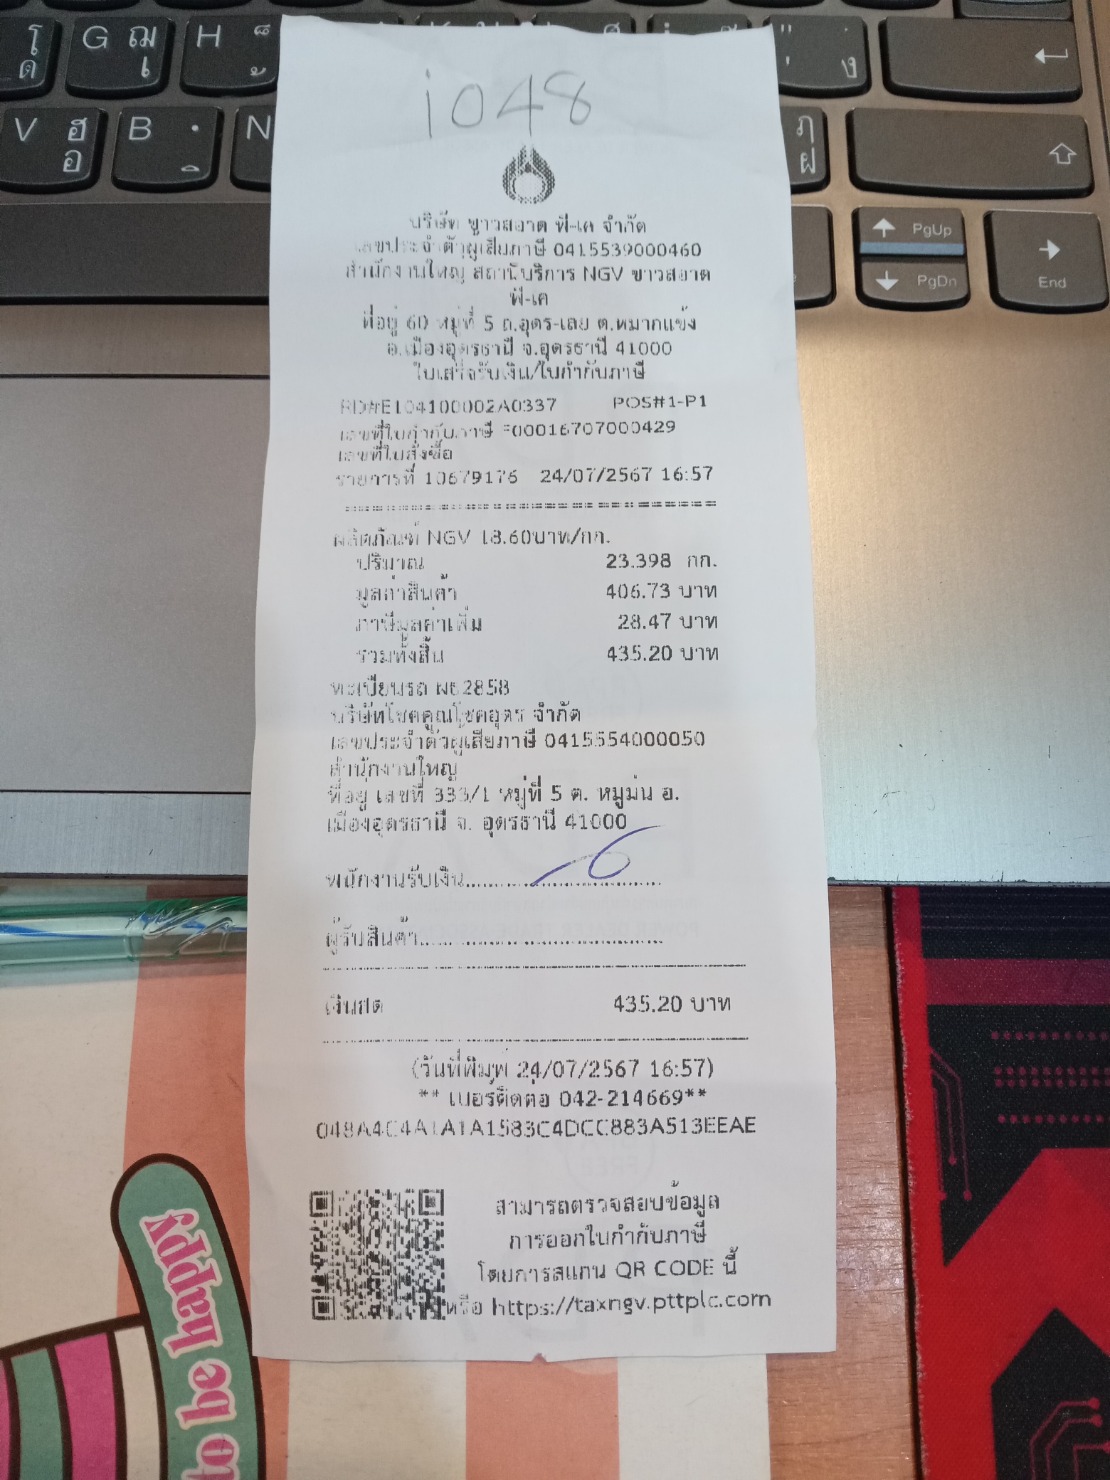 โ ด
G ฌ เ
H ็ ้
" . ' ง
V ฮ อ
B ฺ ิ
N
ฦ ฝ
PgUp
PgDn
End
1048
บริษัท ขาวสอาด พี-เค จำกัด
เลขประจำตัวผู้เสียภาษี 0415539000460
สำนักงานใหญ่ สถานีบริการ NGV ขาวสอาด
พี-เค
ที่อยู่ 60 หมู่ที่ 5 ถ.อุดร-เลย ต.หมากแข้ง
อ.เมืองอุดรธานี จ.อุดรธานี 41000
ใบเสร็จรับเงิน/ใบกำกับภาษี
RD#E104100002A0337 POS#1-P1
เลขที่ใบกำกับภาษี 00016707000429
เลขที่ใบสั่งซื้อ
รายการที่ 10679176 24/07/2567 16:57
ผลิตภัณฑ์ NGV 18.60บาท/กก.
ปริมาณ 23.398 กก.
มูลค่าสินค้า 406.73 บาท
ภาษีมูลค่าเพิ่ม 28.47 บาท
รวมทั้งสิ้น 435.20 บาท
ทะเบียนรถ 2858
บริษัทโชคคูณโชคอุดร จำกัด
เลขประจำตัวผู้เสียภาษี 0415554000050
สำนักงานใหญ่
ที่อยู่ เลขที่ 333/1 หมู่ที่ 5 ต. หมูม่น อ.
เมืองอุดรธานี จ. อุดรธานี 41000
พนักงานรับเงิน..............................
ผู้รับสินค้า..............................
เงินสด 435.20 บาท
(วันที่พิมพ์ 24/07/2567 16:57)
** เบอร์ติดต่อ 042-214669**
048A4C4A1A1A1583C4DCC883A513EEAE
สามารถตรวจสอบข้อมูล
การออกใบกำกับภาษี
โดยการสแกน QR CODE นี้
หรือ https://taxngv.pttplc.com
to be happy